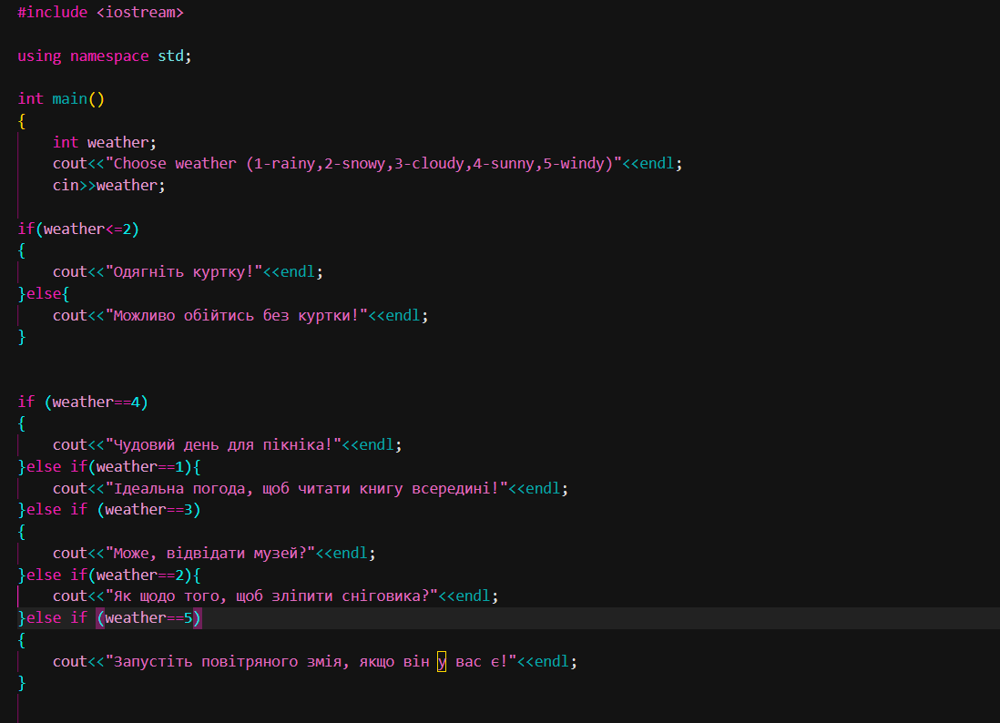 #include <iostream>
using namespace std;
int main()
{
    int weather;
    cout<<"Choose weather (1-rainy,2-snowy,3-cloudy,4-sunny,5-windy)"<<endl;
    cin>>weather;
if(weather<=2)
{
    cout<<"Одягніть куртку!"<<endl;
}else{
    cout<<"Можливо обійтись без куртки!"<<endl;
}
if (weather==4)
{
    cout<<"Чудовий день для пікніка!"<<endl;
}else if(weather==1){
    cout<<"Ідеальна погода, щоб читати книгу всередині!"<<endl;
}else if (weather==3)
{
    cout<<"Може, відвідати музей?"<<endl;
}else if(weather==2){
    cout<<"Як щодо того, щоб зліпити сніговика?"<<endl;
}else if (weather==5)
{
    cout<<"Запустіть повітряного змія, якщо він у вас є!"<<endl;
}